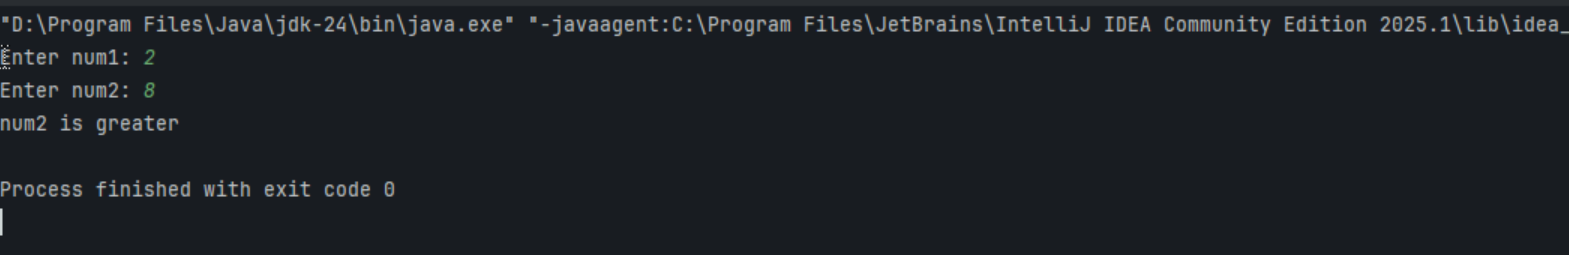 "D:\Program Files\Java\jdk-24\bin\java.exe" "-javaagent:C:\Program Files\JetBrains\IntelliJ IDEA Community Edition 2025.1\lib\idea_
Enter num1: 2
Enter num2: 8
num2 is greater
Process finished with exit code 0